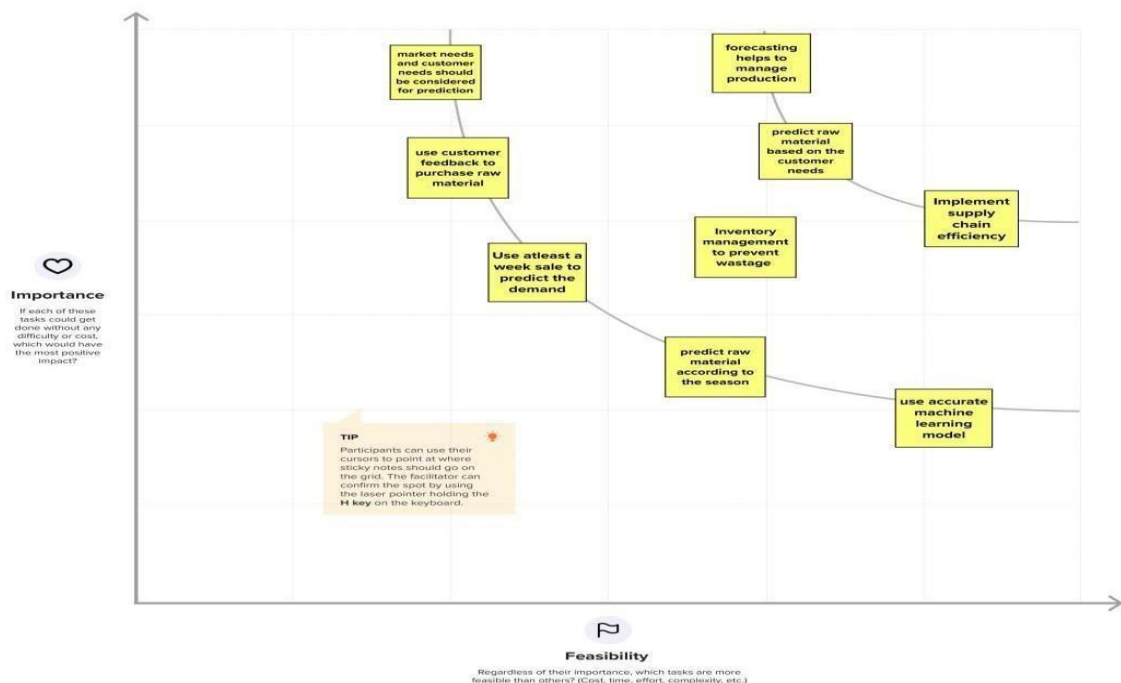 market needs
and customer
needs should
be considered
for prediction
forecasting
helps to
manage
production
use customer
feedback to
purchase raw
material
predict raw
material
based on the
customer
needs
Implement
supply
chain
efficiency
Inventory
management
to prevent
wastage
Use atleast a
week sale to
predict the
demand
Importance
If each of these
tasks could get
done without any
difficulty or cost,
which would have
the most positive
impact?
predict raw
material
according to
the season
use accurate
machine
learning
model
TIP
Participants can use their
cursors to point at where
sticky notes should go on
the grid. The facilitator can
confirm the spot by using
the laser pointer holding the
H key on the keyboard.
Feasibility
Regardless of their importance, which tasks are more
feasible than others? (Cost, time, effort, complexity, etc.)